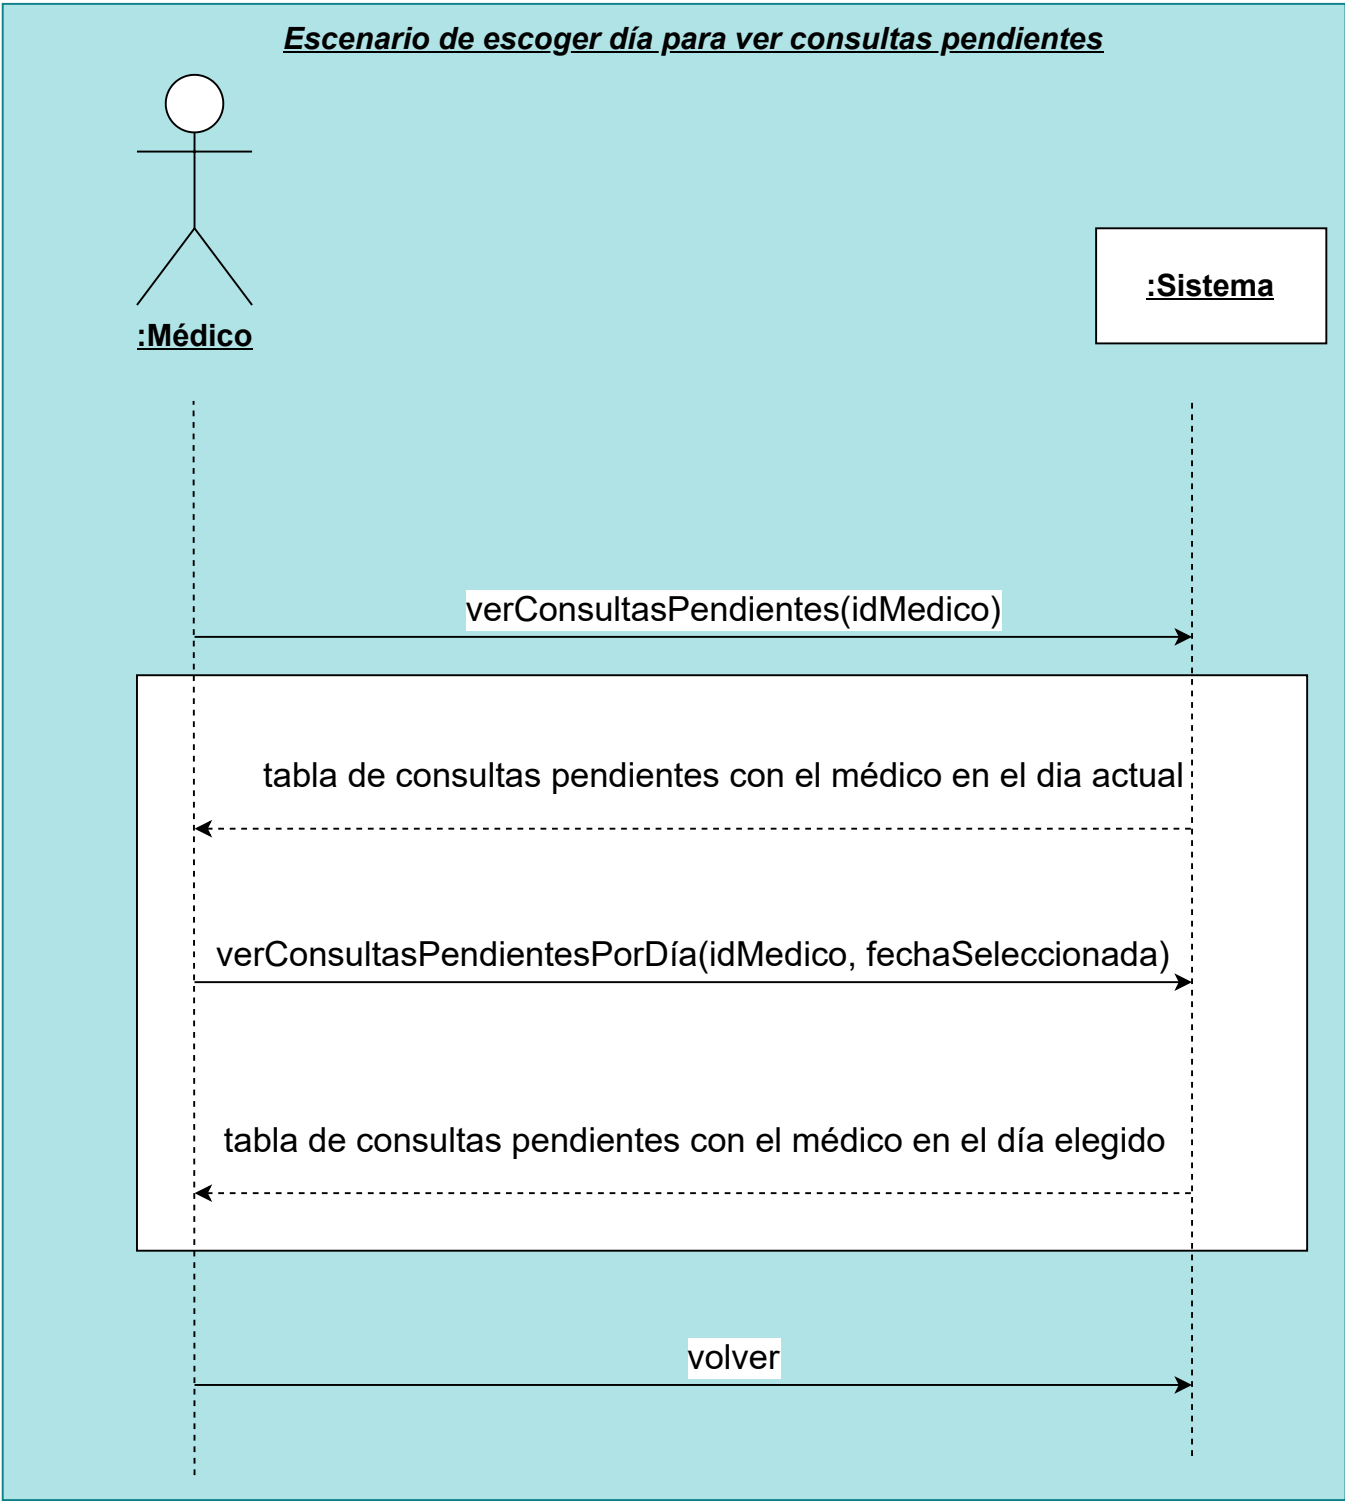 Escenario de escoger día para ver consultas pendientes
:Sistema
:Médico
verConsultasPendientes(idMedico)
tabla de consultas pendientes con el médico en el dia actual
verConsultasPendientesPorDía(idMedico, fechaSeleccionada)
tabla de consultas pendientes con el médico en el día elegido
volver